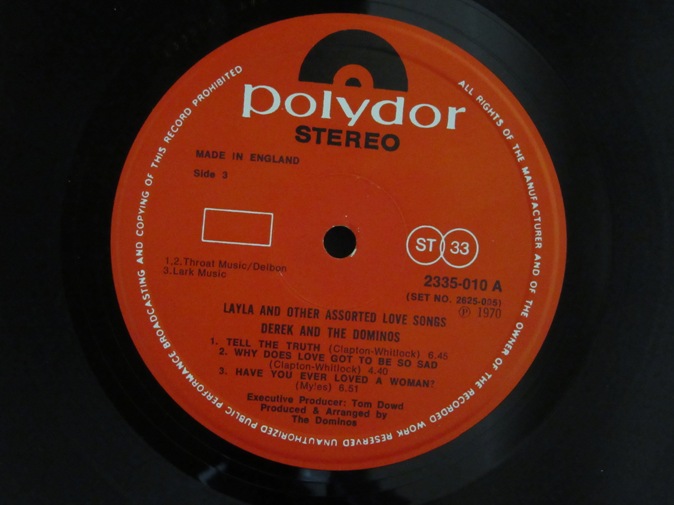 polydor
STEREO
MADE IN ENGLAND
Side 3
ST 33
1,2.Throat Music/Delbon
3.Lark Music
2335-010 A
(SET NO. 2625-005)
℗ 1970
LAYLA AND OTHER ASSORTED LOVE SONGS
DEREK AND THE DOMINOS
1. TELL THE TRUTH (Clapton-Whitlock) 6.45
2. WHY DOES LOVE GOT TO BE SO SAD
(Clapton-Whitlock) 4.40
3. HAVE YOU EVER LOVED A WOMAN?
(Myles) 6.51
Executive Producer: Tom Dowd
Produced & Arranged by
The Dominos
ALL RIGHTS OF THE MANUFACTURER AND OF THE OWNER OF THE RECORDED WORK RESERVED UNAUTHORIZED PUBLIC PERFORMANCE BROADCASTING AND COPYING OF THIS RECORD PROHIBITED